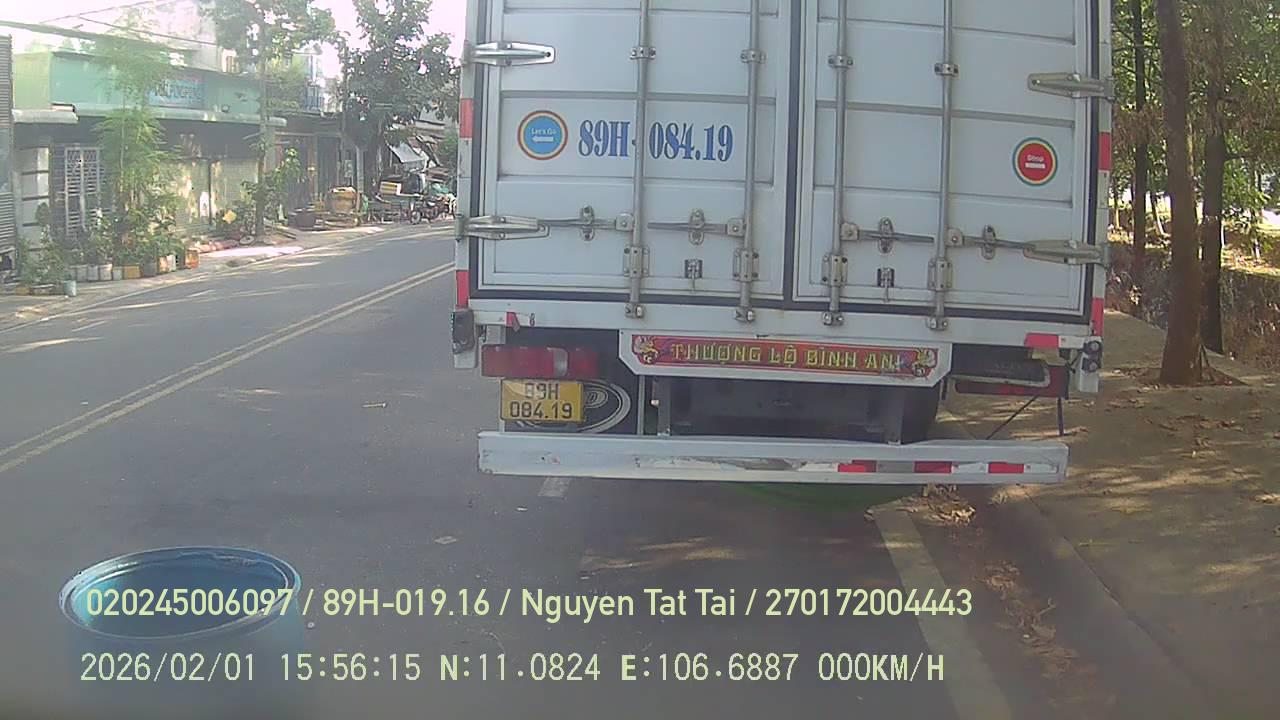 Let's Go
89H-084.19
Stop
THƯỢNG LỘ BÌNH AN
89H
084.19
020245006097 / 89H-019.16 / Nguyen Tat Tai / 270172004443
2026/02/01 15:56:15 N:11.0824 E:106.6887 000KM/H